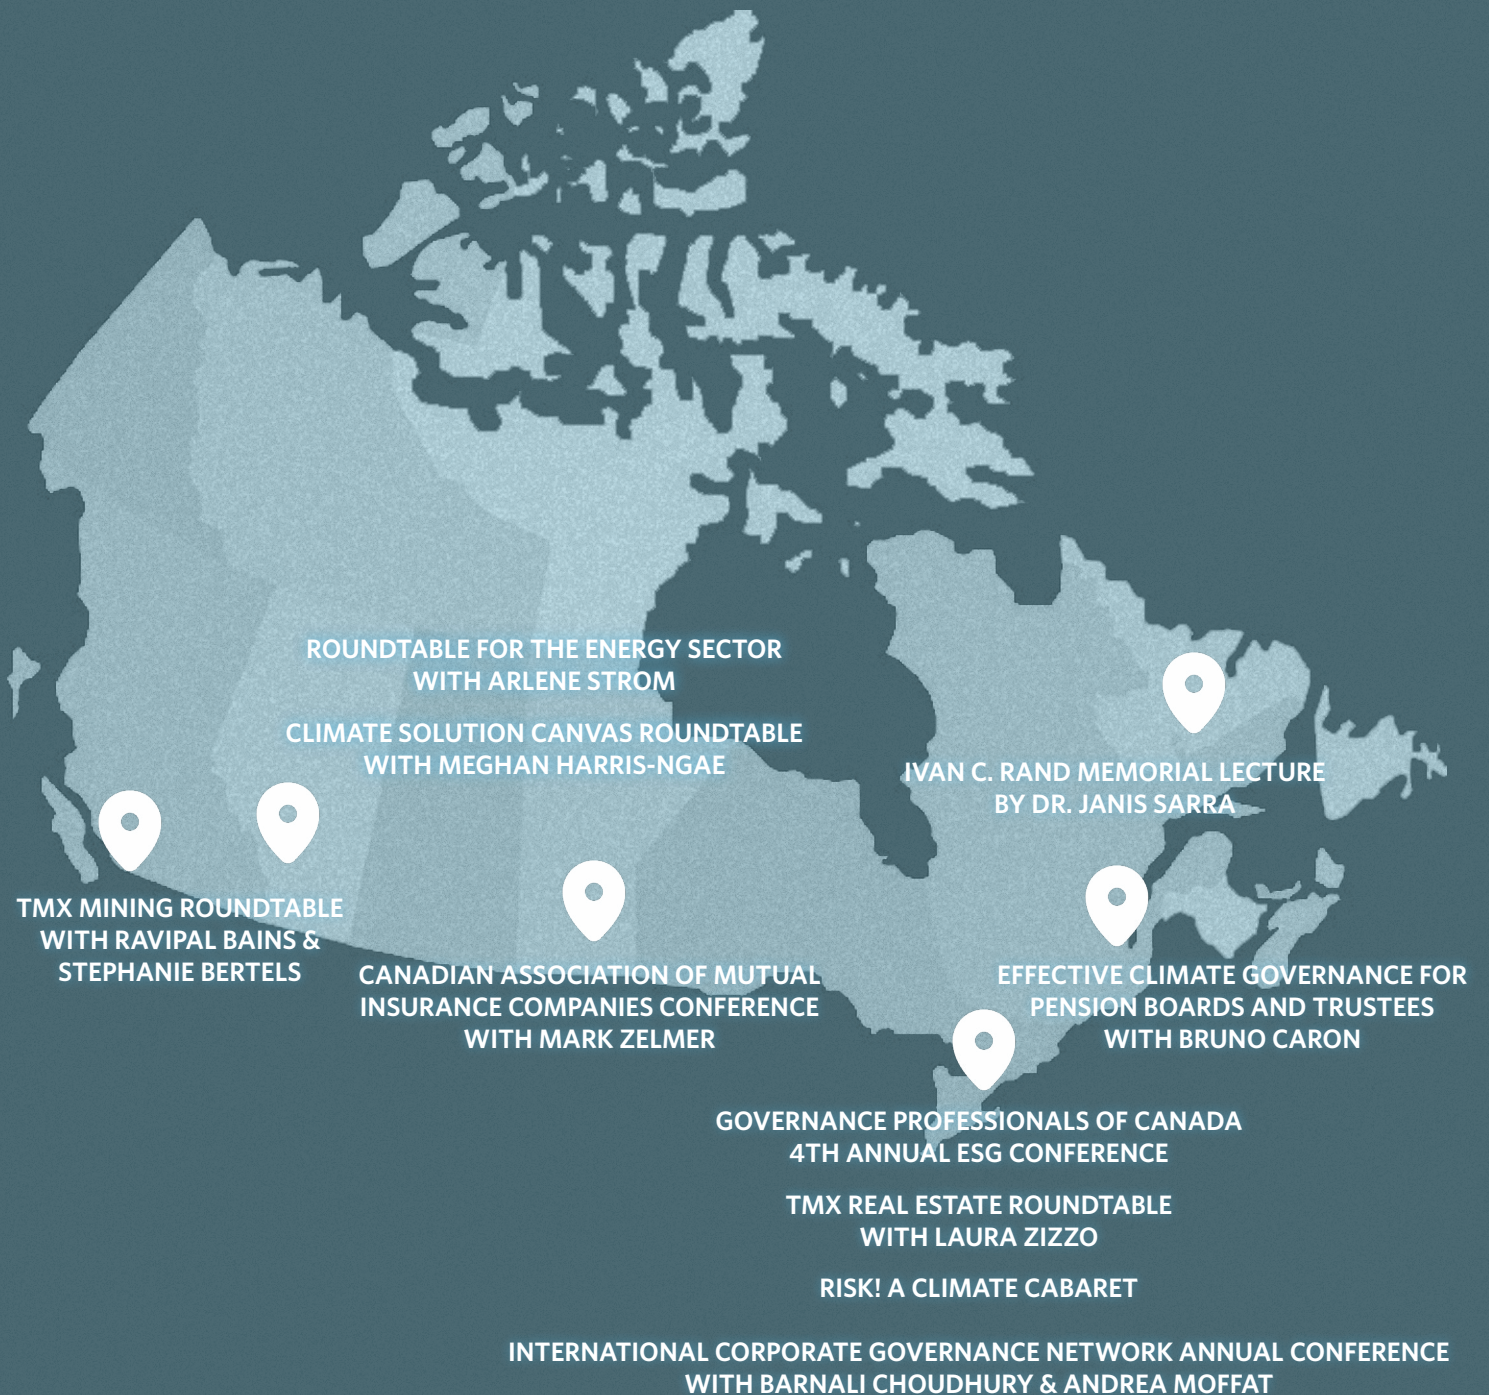 ROUNDTABLE FOR THE ENERGY SECTOR
WITH ARLENE STROM
CLIMATE SOLUTION CANVAS ROUNDTABLE
WITH MEGHAN HARRIS-NGAE
IVAN C. RAND MEMORIAL LECTURE
BY DR. JANIS SARRA
TMX MINING ROUNDTABLE
WITH RAVIPAL BAINS &
STEPHANIE BERTELS
CANADIAN ASSOCIATION OF MUTUAL
INSURANCE COMPANIES CONFERENCE
WITH MARK ZELMER
EFFECTIVE CLIMATE GOVERNANCE FOR
PENSION BOARDS AND TRUSTEES
WITH BRUNO CARON
GOVERNANCE PROFESSIONALS OF CANADA
4TH ANNUAL ESG CONFERENCE
TMX REAL ESTATE ROUNDTABLE
WITH LAURA ZIZZO
RISK! A CLIMATE CABARET
INTERNATIONAL CORPORATE GOVERNANCE NETWORK ANNUAL CONFERENCE
WITH BARNALI CHOUDHURY & ANDREA MOFFAT